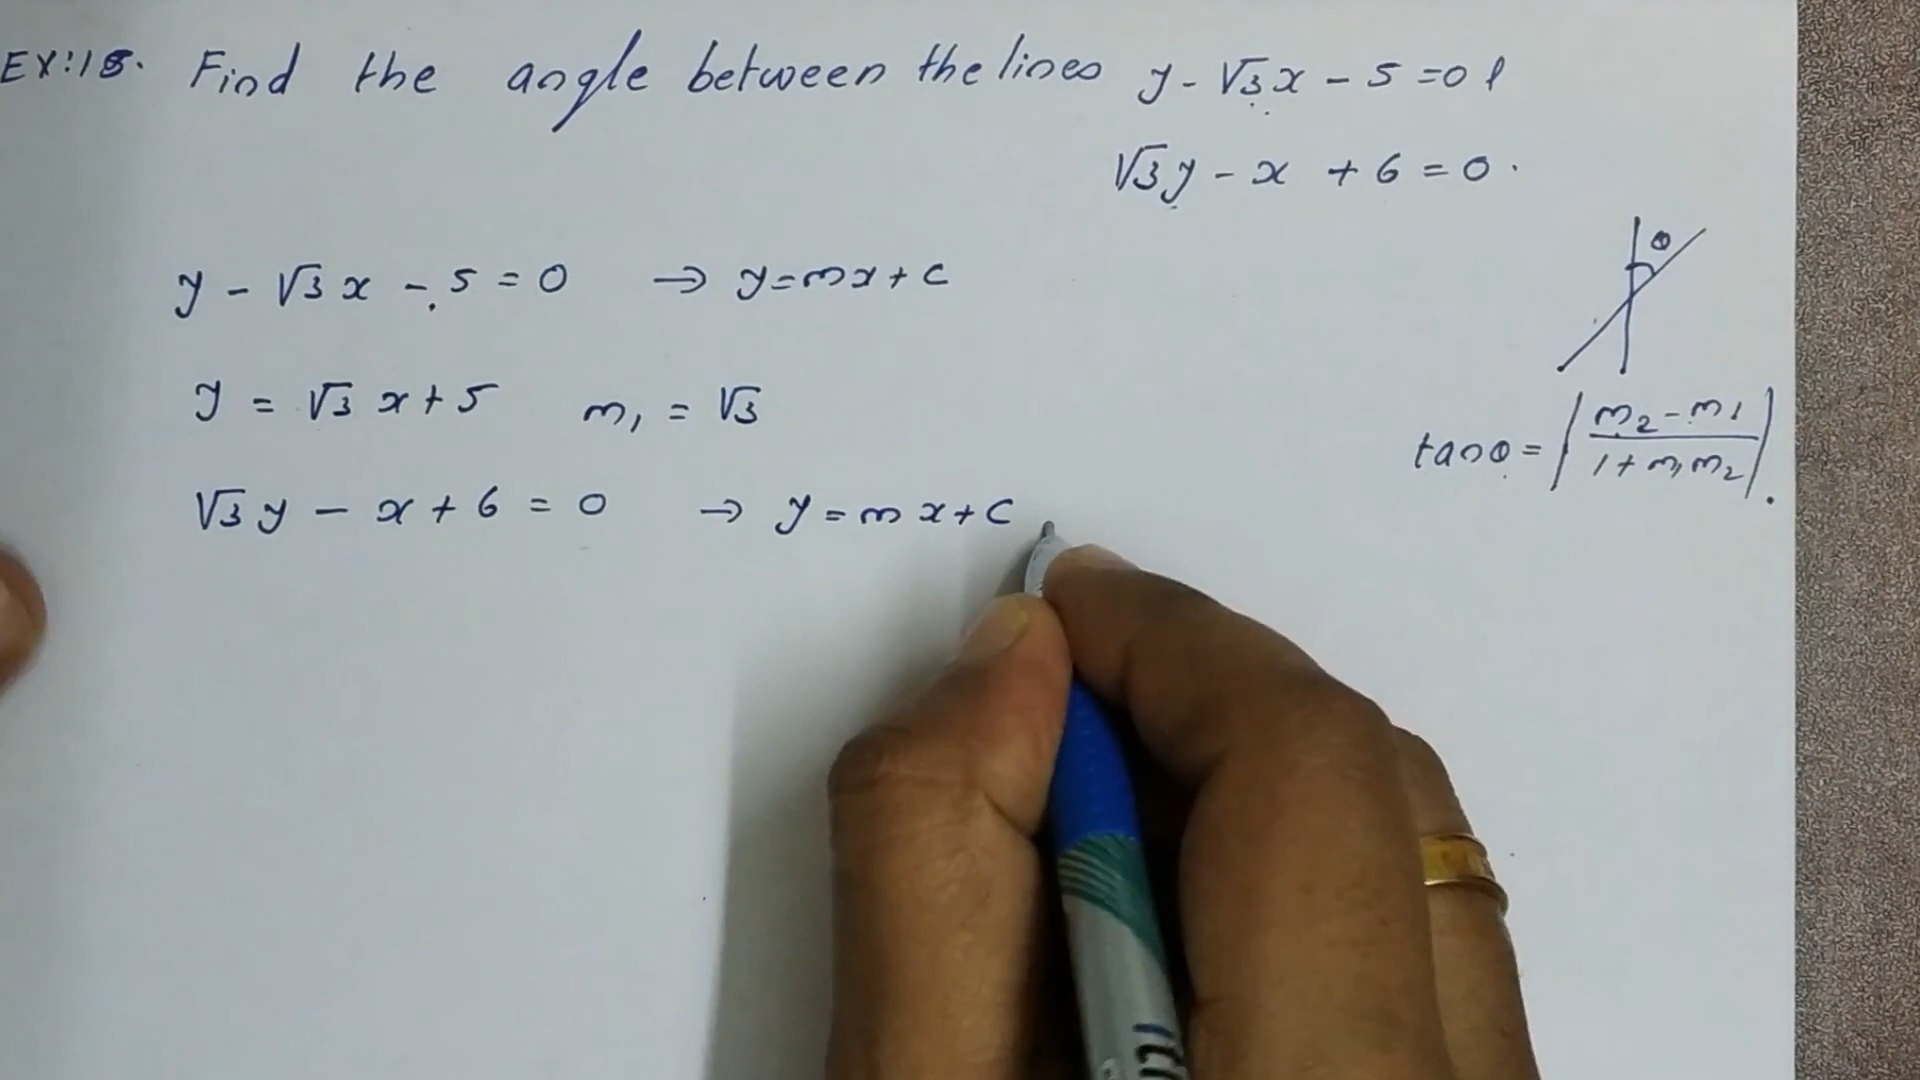 EX:18. Find the angle between the lines y - √3x - 5 = 0 &
√3y - x + 6 = 0.
y - √3 x - 5 = 0 → y = mx + c
θ
y = √3 x + 5 m₁ = √3
tanθ = | m₂ - m₁ / 1 + m₁m₂ |.
√3 y - x + 6 = 0 → y = m x + c